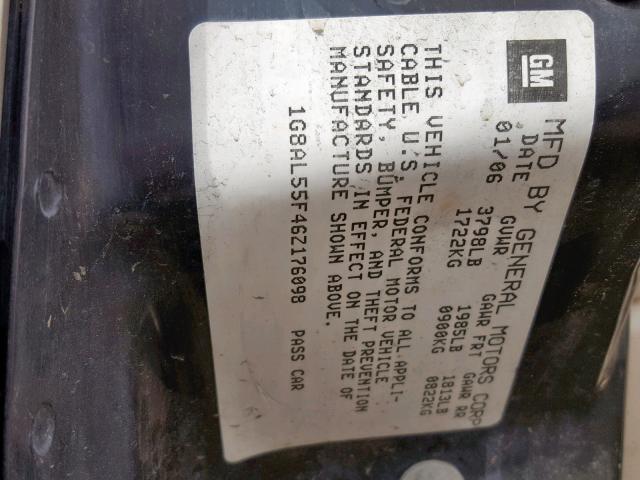 GM
MFD BY GENERAL MOTORS CORP
DATE GVWR GAWR FRT GAWR RR
01/06 3798LB 1985LB 1813LB
1722KG 0900KG 0822KG
THIS VEHICLE CONFORMS TO ALL APPLI-
CABLE U.S. FEDERAL MOTOR VEHICLE
SAFETY, BUMPER, AND THEFT PREVENTION
STANDARDS IN EFFECT ON THE DATE OF
MANUFACTURE SHOWN ABOVE.
1G8AL55F46Z176098 PASS CAR